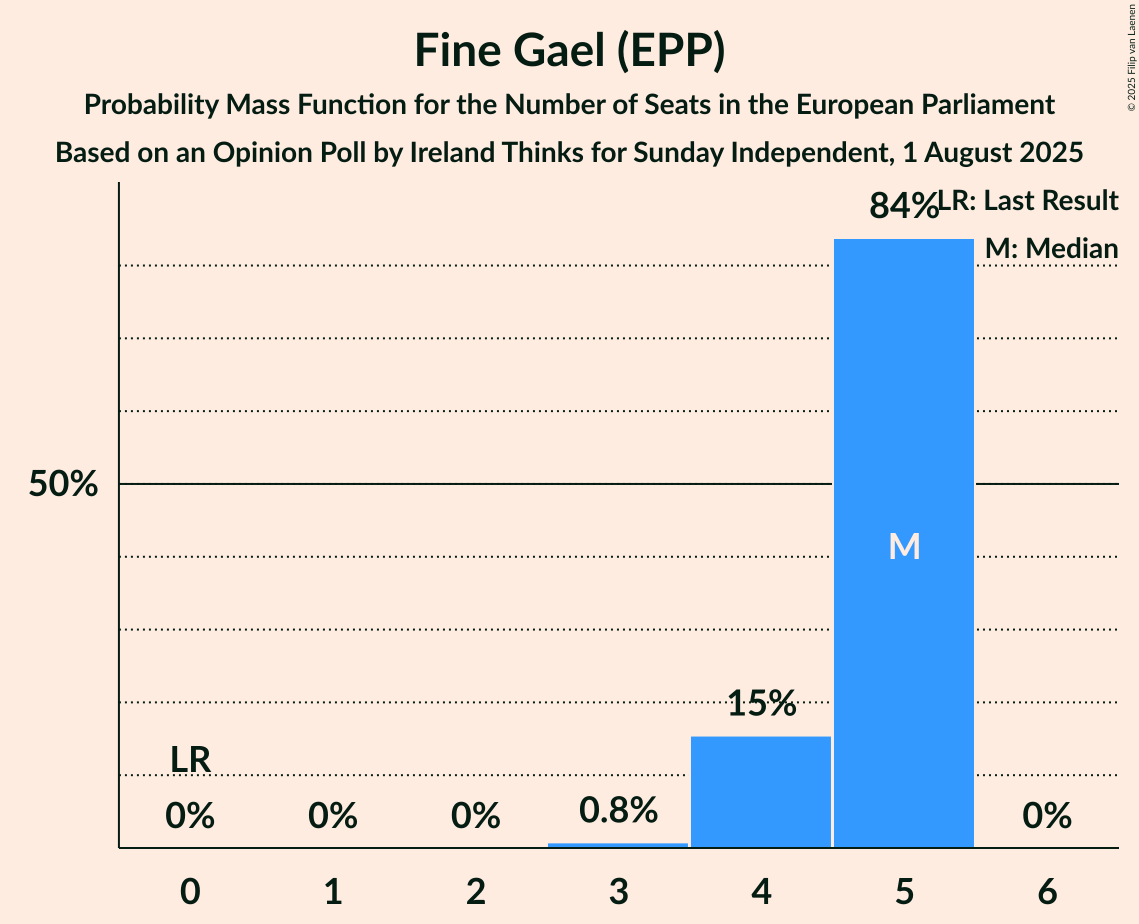 Fine Gael (EPP)
Probability Mass Function for the Number of Seats in the European Parliament
Based on an Opinion Poll by Ireland Thinks for Sunday Independent, 1 August 2025
© 2025 Filip van Laenen
LR: Last Result
M: Median
84%
50%
M
15%
LR
0% 0% 0% 0.8% 0%
0 1 2 3 4 5 6